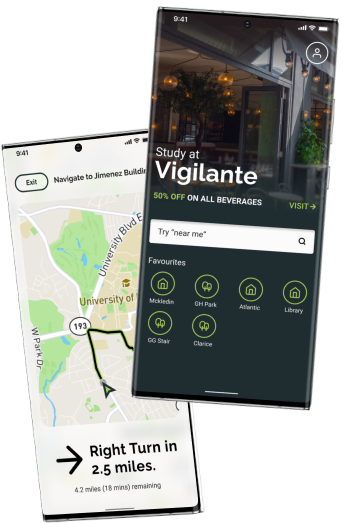 9:41
Study at
Vigilante
50% OFF ON ALL BEVERAGES
VISIT
Try "near me"
Favourites
Mckledin
GH Park
Atlantic
Library
GG Stair
Clarice
9:41
Exit
Navigate to Jimenez Buildin
University Blvd E
University of
193
W Park Dr
Right Turn in
2.5 miles.
4.2 miles (18 mins) remaining